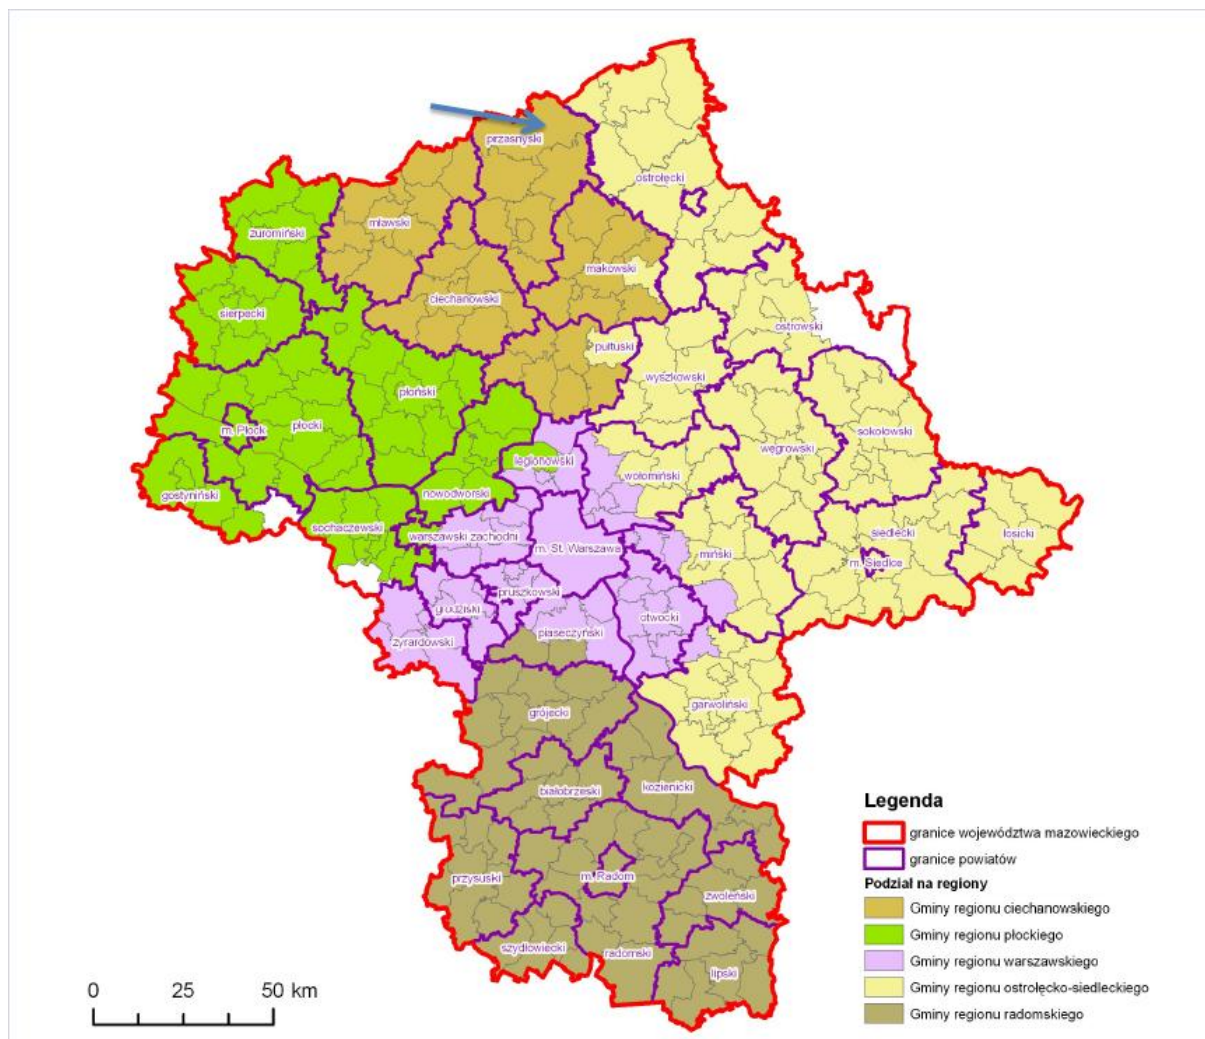 przasnyski
ostrołęcki
mławski
żuromiński
makowski
ciechanowski
sierpecki
ostrowski
pułtuski
wyszkowski
płoński
m. Płock
płocki
sokołowski
węgrowski
legionowski
wołomiński
gostyniński
nowodworski
sochaczewski
warszawski zachodni
m. St. Warszawa
miński
siedlecki
łosicki
m. Siedlce
pruszkowski
grodziski
otwocki
piaseczyński
żyrardowski
garwoliński
grójecki
kozienicki
białobrzeski
Legenda
granice województwa mazowieckiego
granice powiatów
Podział na regiony
przysuski
m. Radom
zwoleński
Gminy regionu ciechanowskiego
Gminy regionu płockiego
szydłowiecki
radomski
Gminy regionu warszawskiego
lipski
Gminy regionu ostrołęcko-siedleckiego
0 25 50 km
Gminy regionu radomskiego